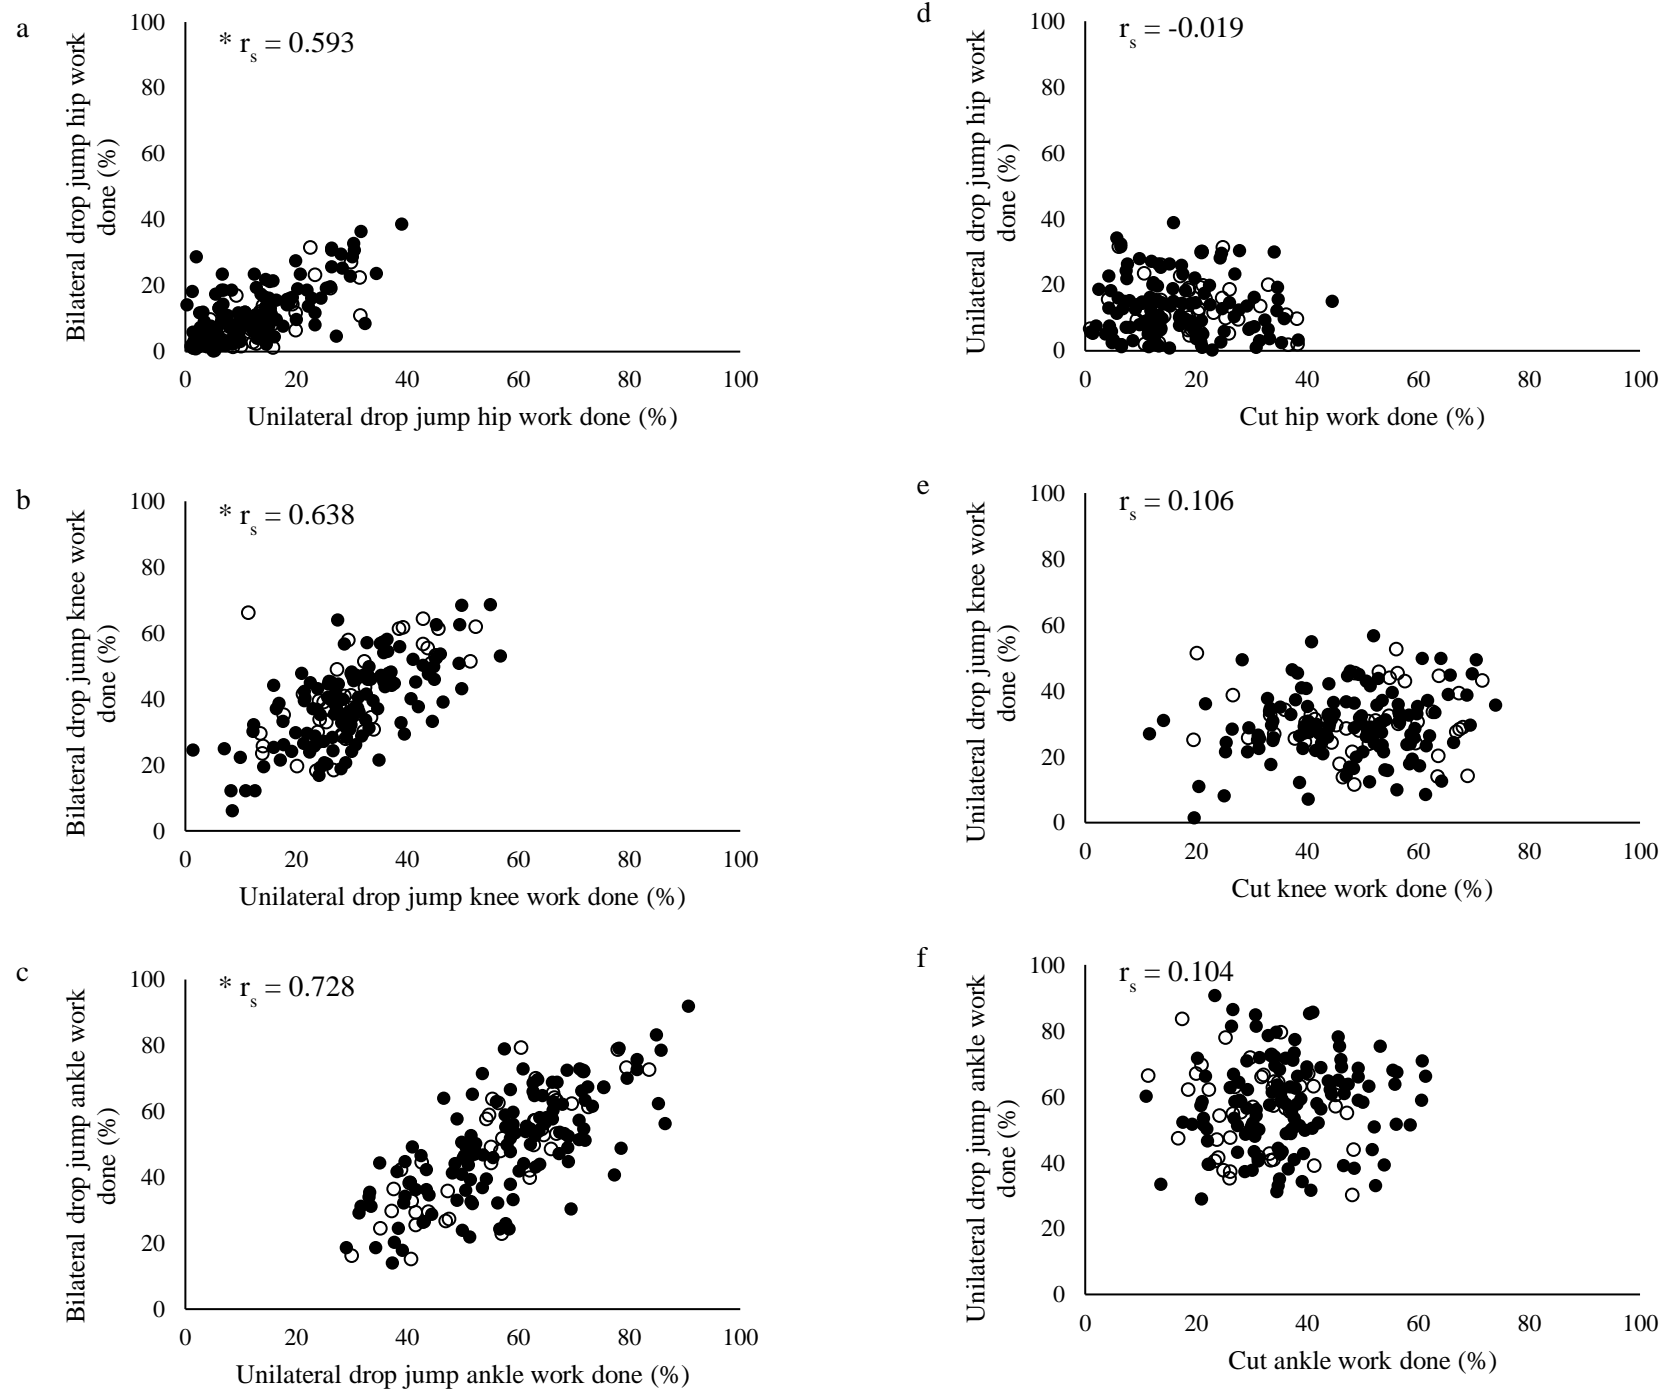 a
* rs = 0.593
Bilateral drop jump hip work
done (%)
100
80
60
40
20
0
0 20 40 60 80 100
Unilateral drop jump hip work done (%)
d
rs = -0.019
Unilateral drop jump hip work
done (%)
100
80
60
40
20
0
0 20 40 60 80 100
Cut hip work done (%)
b
* rs = 0.638
Bilateral drop jump knee work
done (%)
100
80
60
40
20
0
0 20 40 60 80 100
Unilateral drop jump knee work done (%)
e
rs = 0.106
Unilateral drop jump knee work
done (%)
100
80
60
40
20
0
0 20 40 60 80 100
Cut knee work done (%)
c
* rs = 0.728
Bilateral drop jump ankle work
done (%)
100
80
60
40
20
0
0 20 40 60 80 100
Unilateral drop jump ankle work done (%)
f
rs = 0.104
Unilateral drop jump ankle work
done (%)
100
80
60
40
20
0
0 20 40 60 80 100
Cut ankle work done (%)